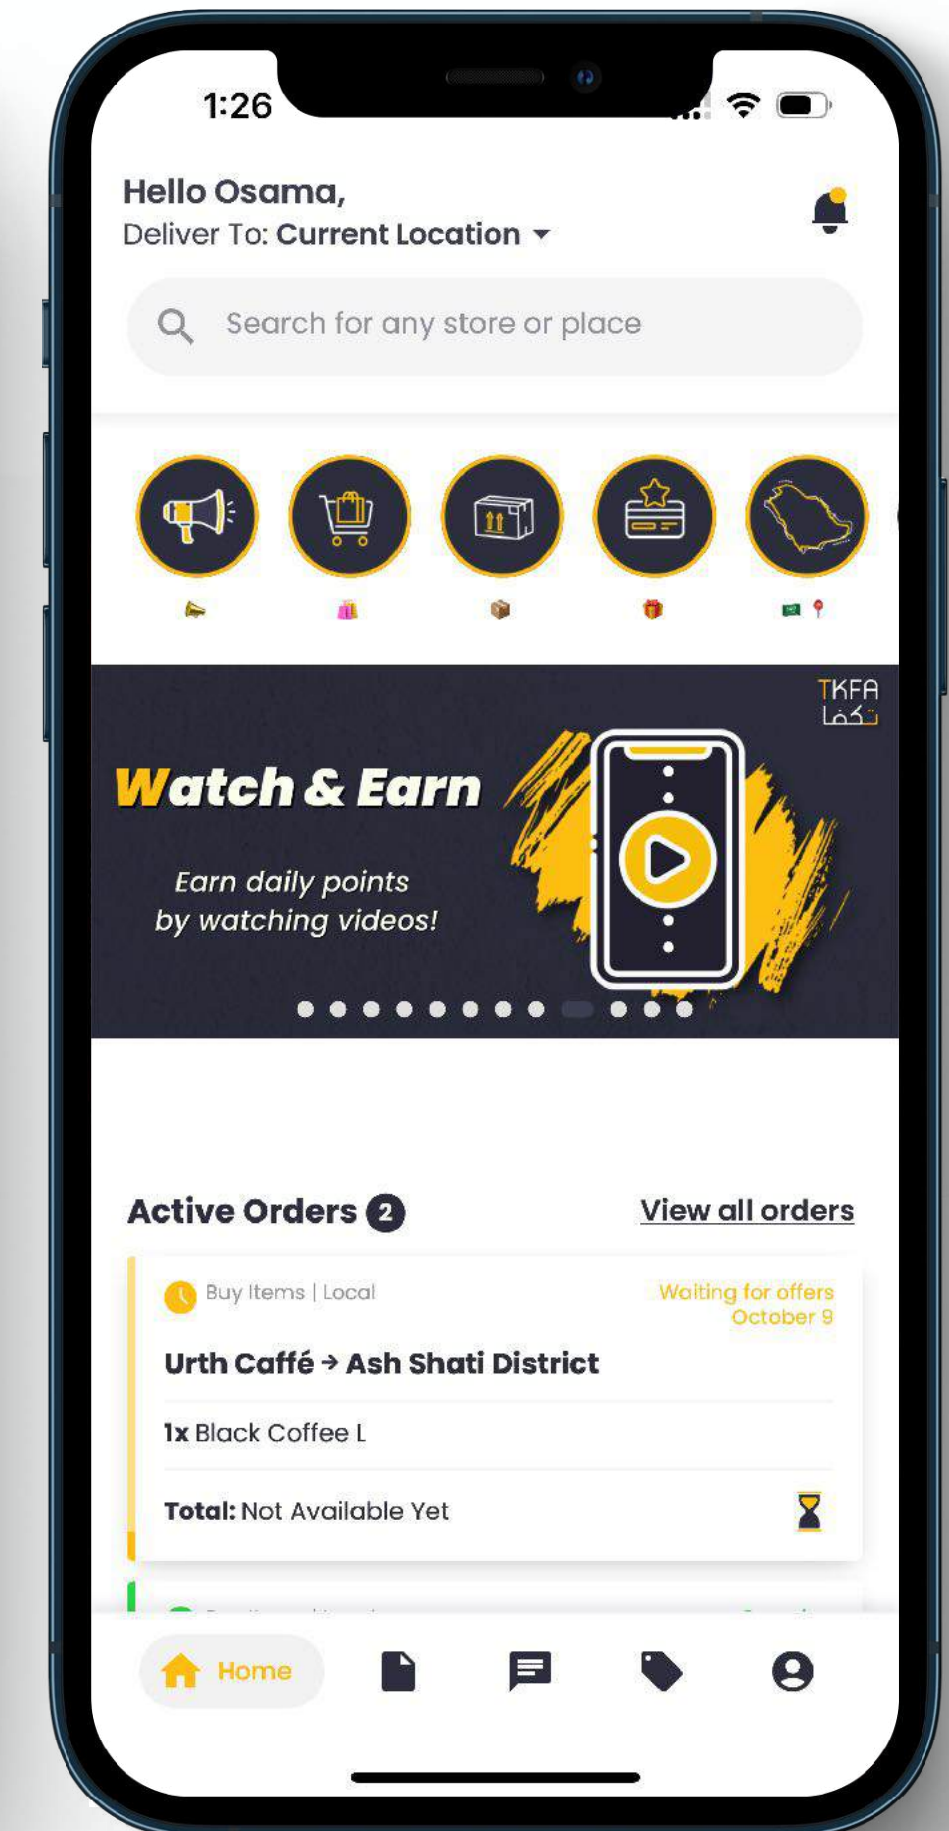 1:26
Hello Osama,
Deliver To: Current Location
Search for any store or place
TKFA
تكفا
Watch & Earn
Earn daily points
by watching videos!
Active Orders 2
View all orders
Buy Items | Local
Waiting for offers
October 9
Urth Caffé → Ash Shati District
1x Black Coffee L
Total: Not Available Yet
Home